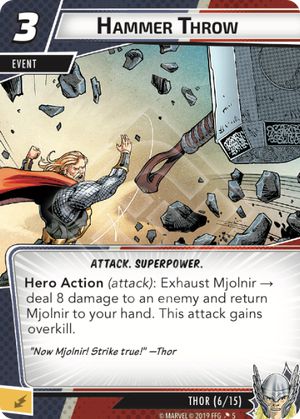 3
HAMMER THROW
EVENT
ATTACK. SUPERPOWER.
Hero Action (attack): Exhaust Mjolnir →
deal 8 damage to an enemy and return
Mjolnir to your hand. This attack gains
overkill.
"Now Mjolnir! Strike true!" —Thor
THOR (6/15)
© MARVEL © 2019 FFG 5